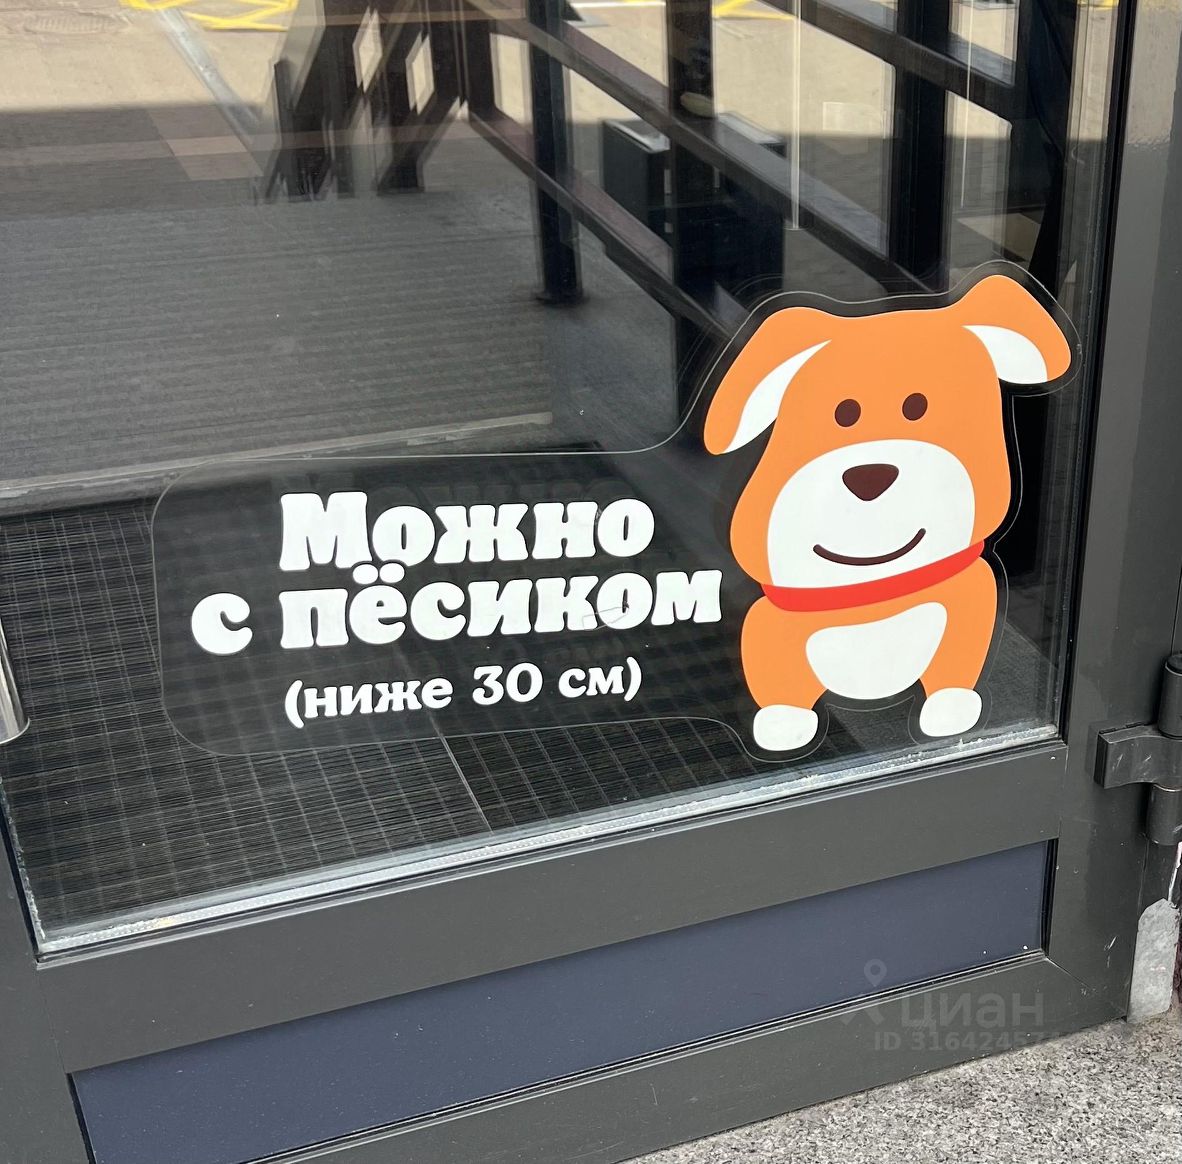 Можно
с пёсиком
(ниже 30 см)
циан